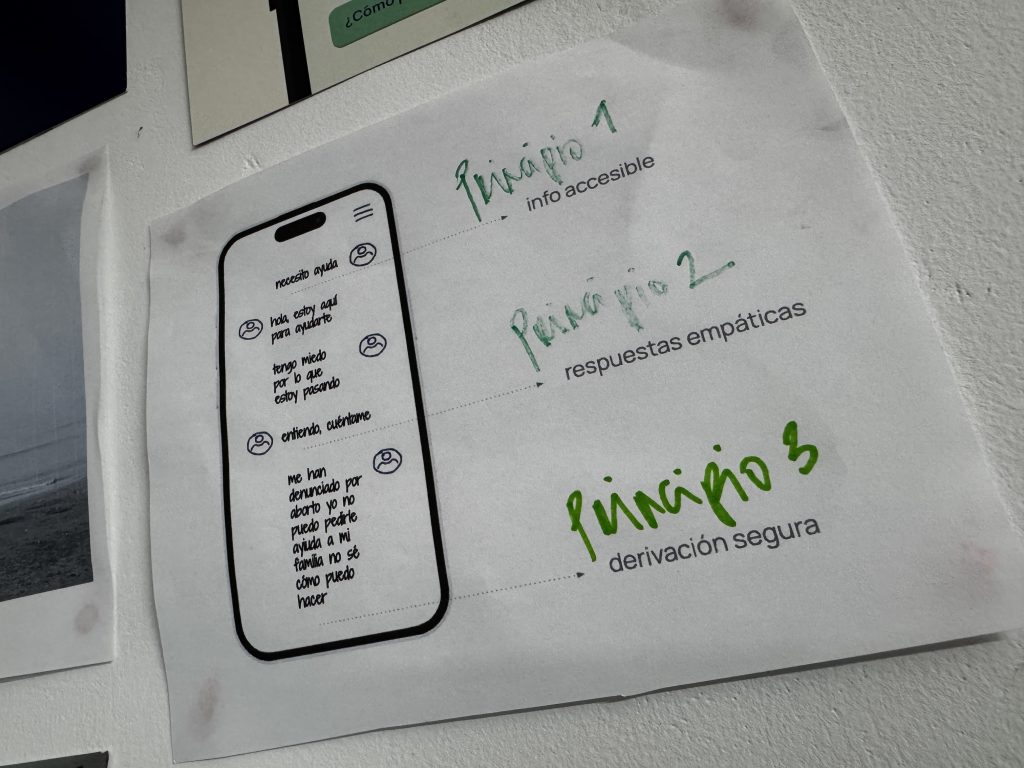 ¿Cómo
Principio 1
info accesible
necesito ayuda
hola, estoy aquí
para ayudarte
Principio 2
respuestas empáticas
tengo miedo
por lo que
estoy pasando
entiendo, cuéntame
me han
denunciado por
aborto yo no
puedo pedirle
ayuda a mi
familia no sé
cómo puedo
hacer
Principio 3
derivación segura